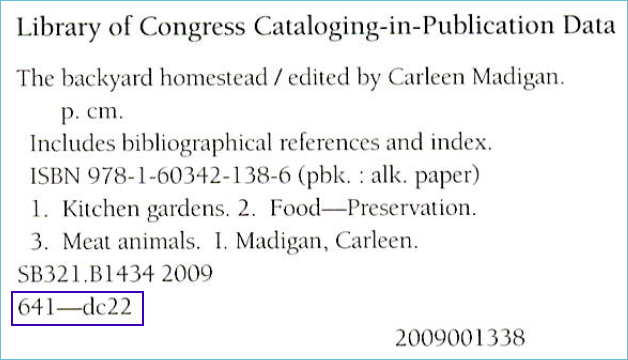 Library of Congress Cataloging-in-Publication Data
The backyard homestead / edited by Carleen Madigan.
p. cm.
Includes bibliographical references and index.
ISBN 978-1-60342-138-6 (pbk. : alk. paper)
1. Kitchen gardens. 2. Food—Preservation.
3. Meat animals. I. Madigan, Carleen.
SB321.B1434 2009
641—dc22
2009001338